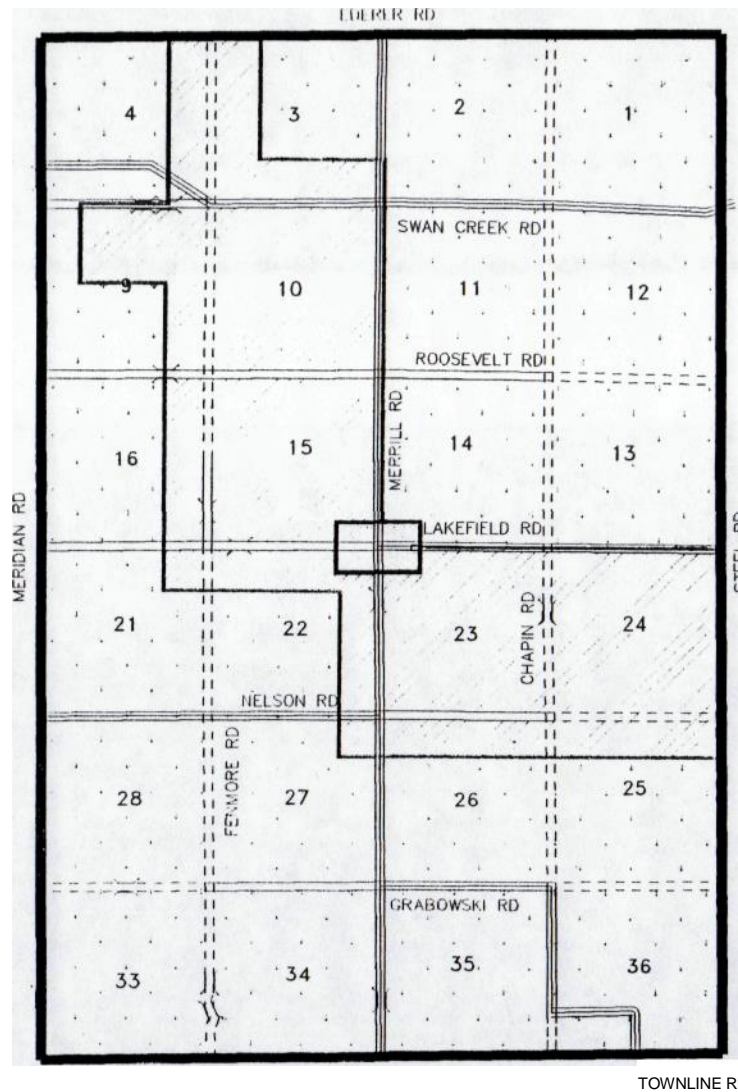 EDERER RD
4
3
2
1
SWAN CREEK RD
9
10
11
12
ROOSEVELT RD
MERRILL RD
16
15
14
13
LAKEFIELD RD
MERIDIAN RD
STEEL RD
21
22
23
CHAPIN RD
24
NELSON RD
FENMORE RD
28
27
26
25
GRABOWSKI RD
33
34
35
36
TOWNLINE R